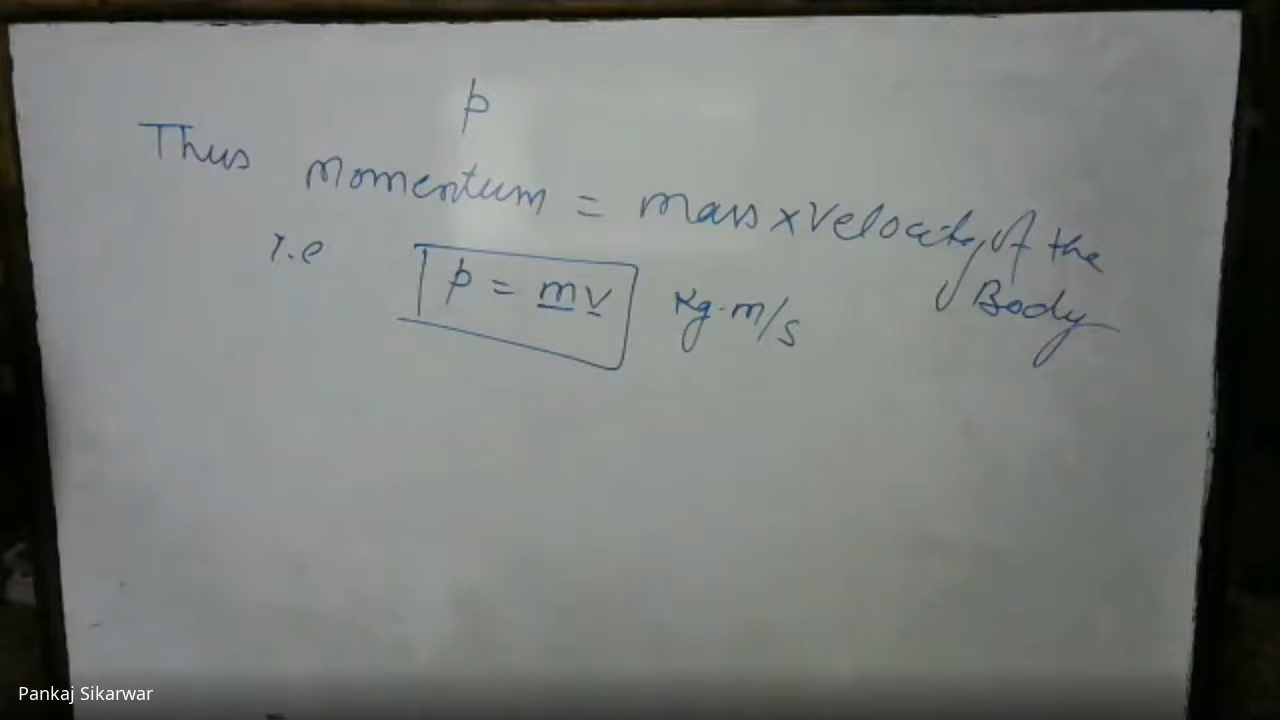 p
Thus momentum = mass x Velocity of the
Body
i.e p = mv Kg.m/s
Pankaj Sikarwar